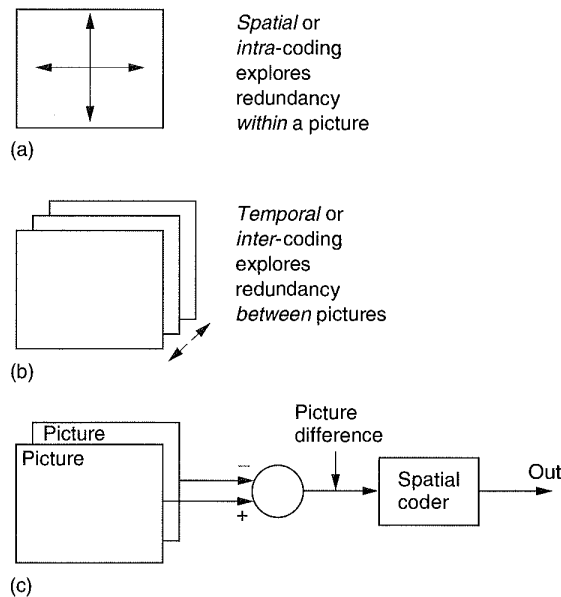 Spatial or
intra-coding
explores
redundancy
within a picture
(a)
Temporal or
inter-coding
explores
redundancy
between pictures
(b)
Picture
difference
Picture
Picture
−
+
Spatial
coder
Out
(c)